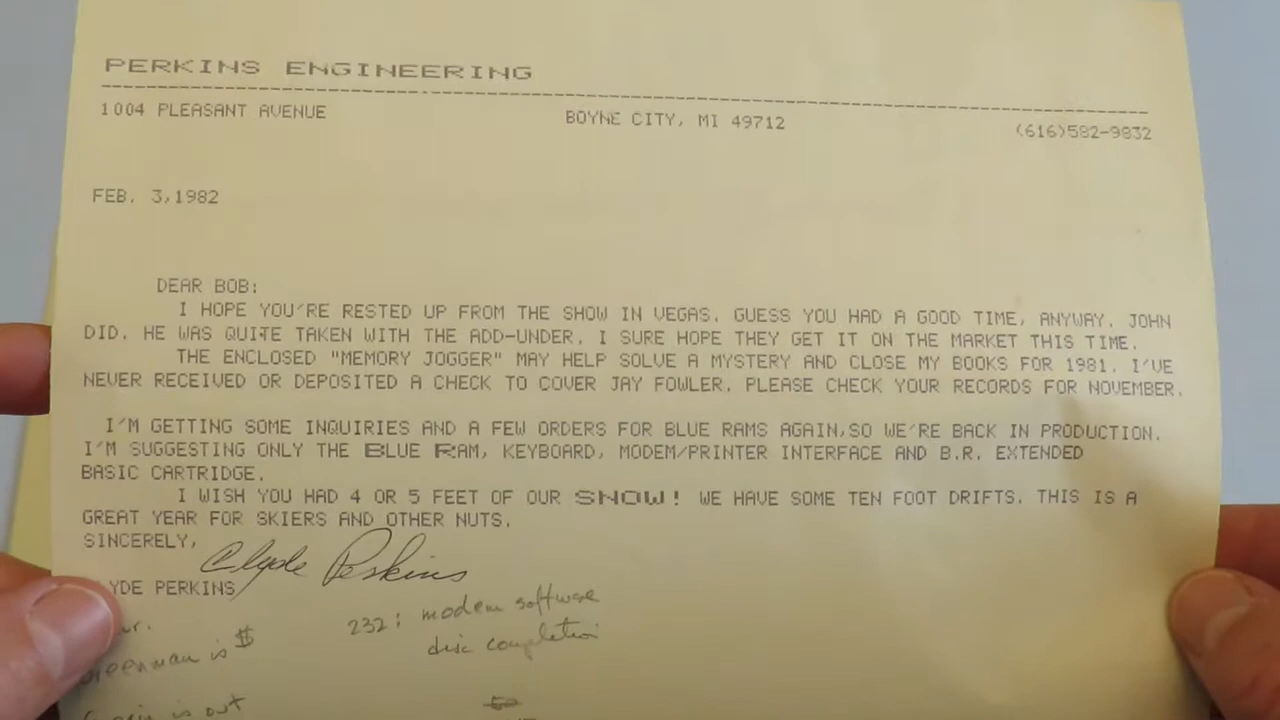 PERKINS ENGINEERING
1004 PLEASANT AVENUE BOYNE CITY, MI 49712 (616)582-9832
FEB. 3,1982
DEAR BOB:
I HOPE YOU'RE RESTED UP FROM THE SHOW IN VEGAS. GUESS YOU HAD A GOOD TIME, ANYWAY. JOHN
DID. HE WAS QUITE TAKEN WITH THE ADD-UNDER. I SURE HOPE THEY GET IT ON THE MARKET THIS TIME.
THE ENCLOSED "MEMORY JOGGER" MAY HELP SOLVE A MYSTERY AND CLOSE MY BOOKS FOR 1981. I'VE
NEVER RECEIVED OR DEPOSITED A CHECK TO COVER JAY FOWLER. PLEASE CHECK YOUR RECORDS FOR NOVEMBER.
I'M GETTING SOME INQUIRIES AND A FEW ORDERS FOR BLUE RAMS AGAIN,SO WE'RE BACK IN PRODUCTION.
I'M SUGGESTING ONLY THE BLUE RAM, KEYBOARD, MODEM/PRINTER INTERFACE AND B.R. EXTENDED
BASIC CARTRIDGE.
I WISH YOU HAD 4 OR 5 FEET OF OUR SNOW! WE HAVE SOME TEN FOOT DRIFTS. THIS IS A
GREAT YEAR FOR SKIERS AND OTHER NUTS.
SINCERELY,
Clyde Perkins
YDE PERKINS
232: modem software
disc completion
is $
is out